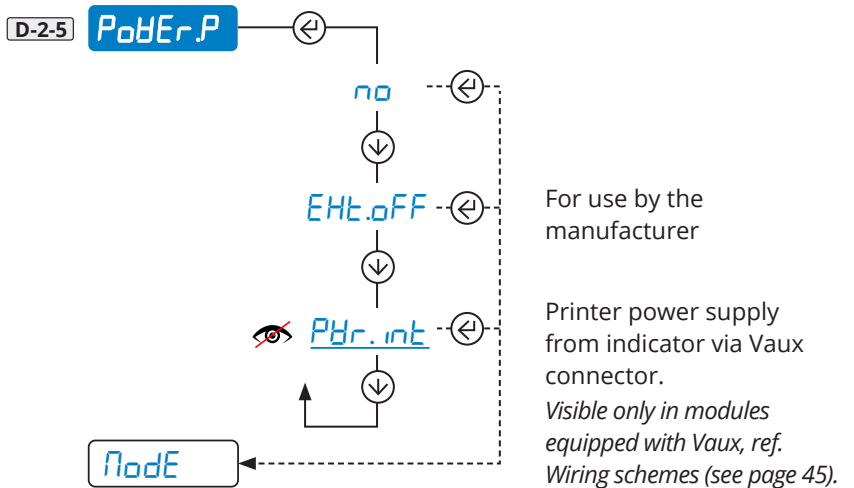 D-2-5 PoWEr.P
no
EHt.oFF
For use by the
manufacturer
PWr.int
Printer power supply
from indicator via Vaux
connector.
Visible only in modules
equipped with Vaux, ref.
Wiring schemes (see page 45).
ModE